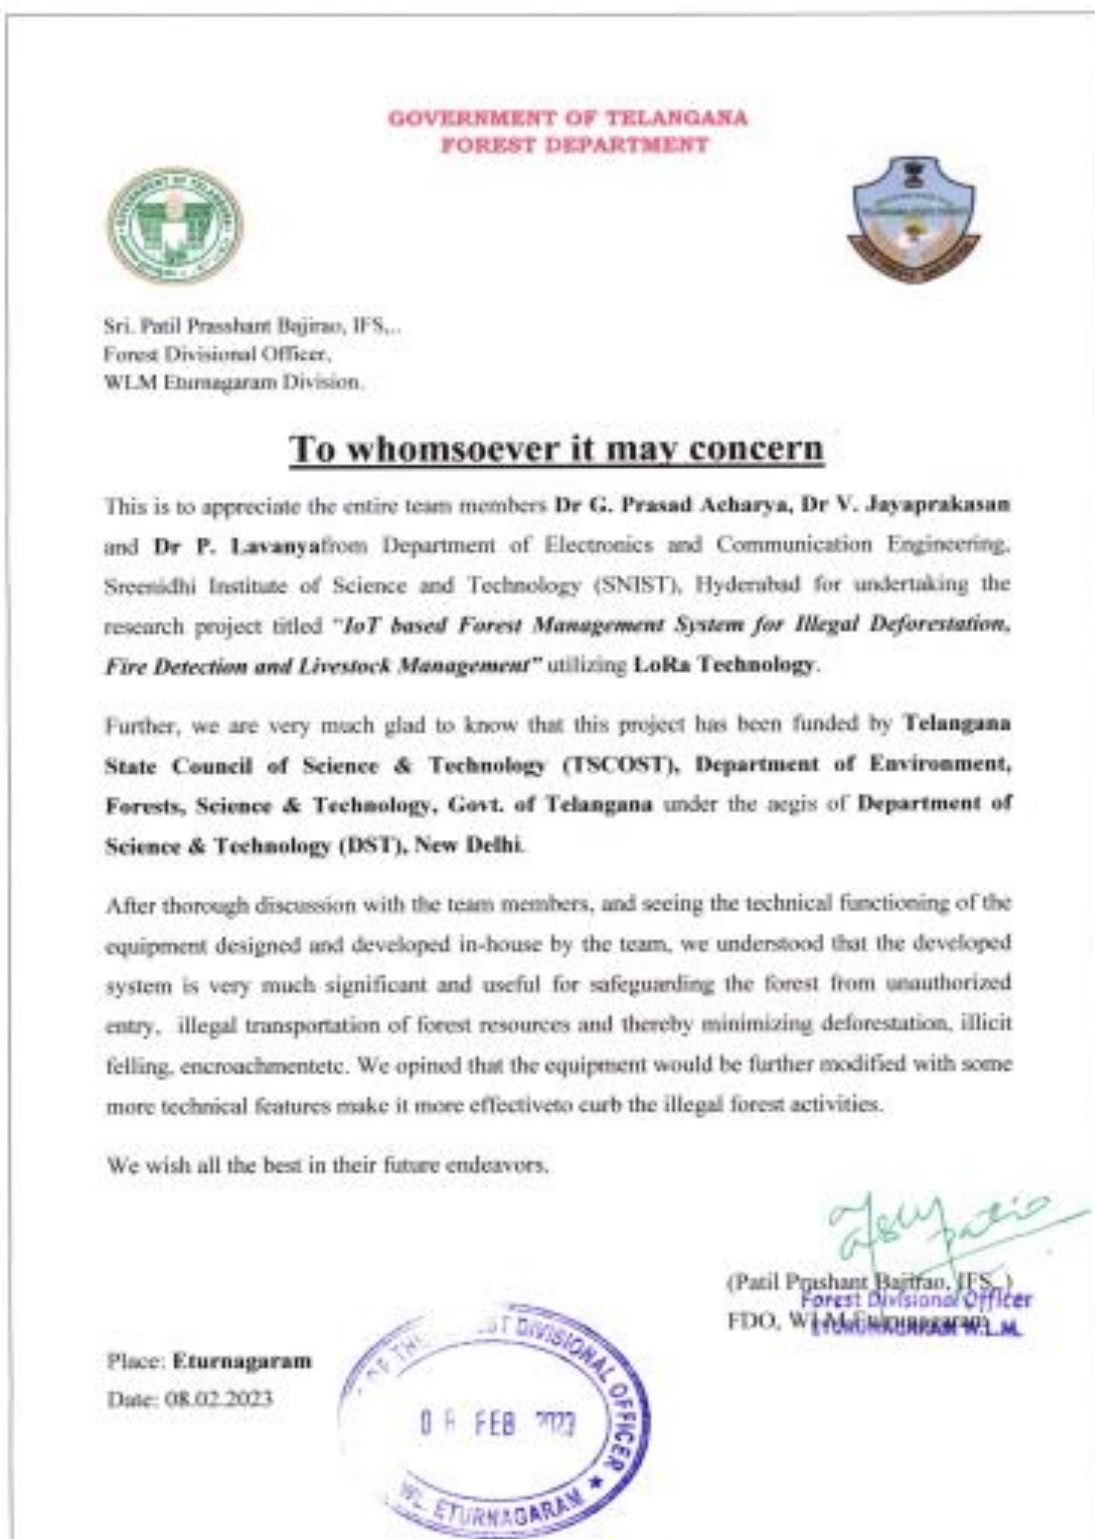 GOVERNMENT OF TELANGANA
FOREST DEPARTMENT
GOVERNMENT OF TELANGANA
Sri. Patil Prasshant Bajirao, IFS,..
Forest Divisional Officer,
WLM Eturnagaram Division.
To whomsoever it may concern
This is to appreciate the entire team members Dr G. Prasad Acharya, Dr V. Jayaprakasan
and Dr P. Lavanyafrom Department of Electronics and Communication Engineering,
Sreenidhi Institute of Science and Technology (SNIST), Hyderabad for undertaking the
research project titled "IoT based Forest Management System for Illegal Deforestation,
Fire Detection and Livestock Management" utilizing LoRa Technology.
Further, we are very much glad to know that this project has been funded by Telangana
State Council of Science & Technology (TSCOST), Department of Environment,
Forests, Science & Technology, Govt. of Telangana under the aegis of Department of
Science & Technology (DST), New Delhi.
After thorough discussion with the team members, and seeing the technical functioning of the
equipment designed and developed in-house by the team, we understood that the developed
system is very much significant and useful for safeguarding the forest from unauthorized
entry, illegal transportation of forest resources and thereby minimizing deforestation, illicit
felling, encroachmentetc. We opined that the equipment would be further modified with some
more technical features make it more effectiveto curb the illegal forest activities.
We wish all the best in their future endeavors.
(Patil Prashant Bajirao, IFS, )
Forest Divisional Officer
FDO, WLM Eturnagaram
ETURUNAGARAM W.L.M.
Place: Eturnagaram
Date: 08.02.2023
OF THE DIVISIONAL OFFICER
FEB
WL. ETURNAGARAM